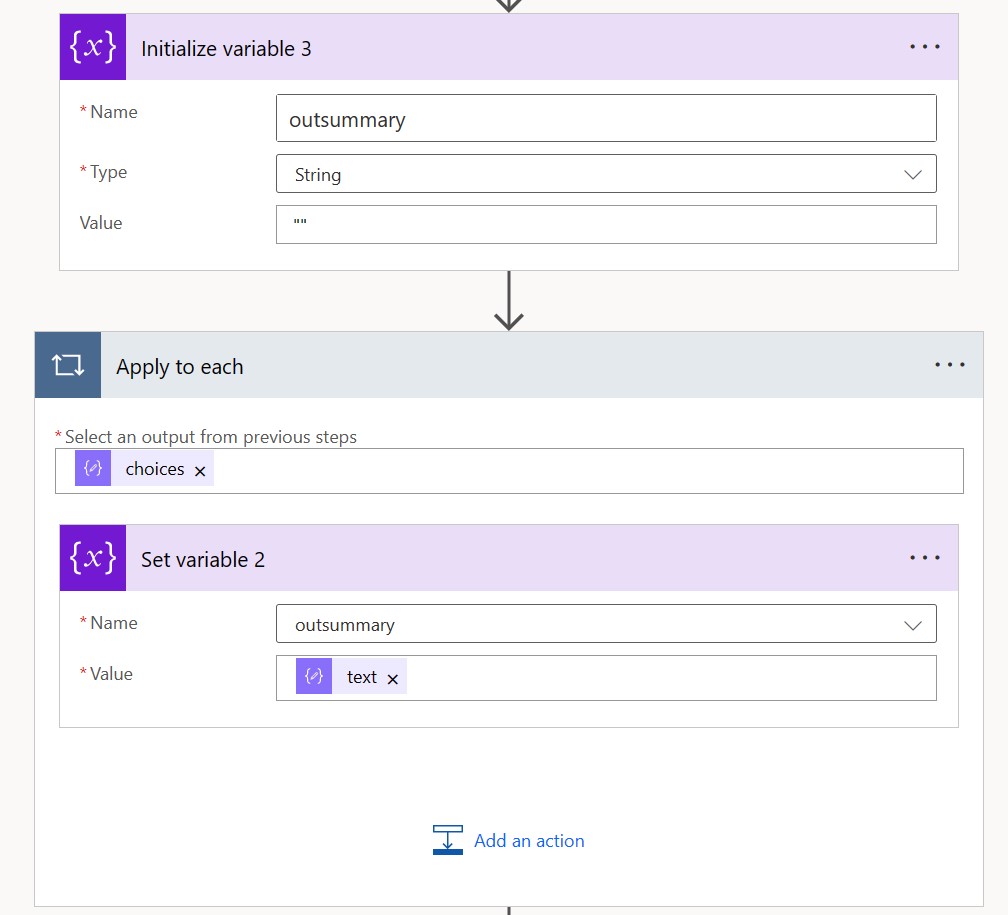 {x} Initialize variable 3 ...
* Name outsummary
* Type String
Value ""
Apply to each ...
* Select an output from previous steps
choices ×
{x} Set variable 2 ...
* Name outsummary
* Value text ×
Add an action